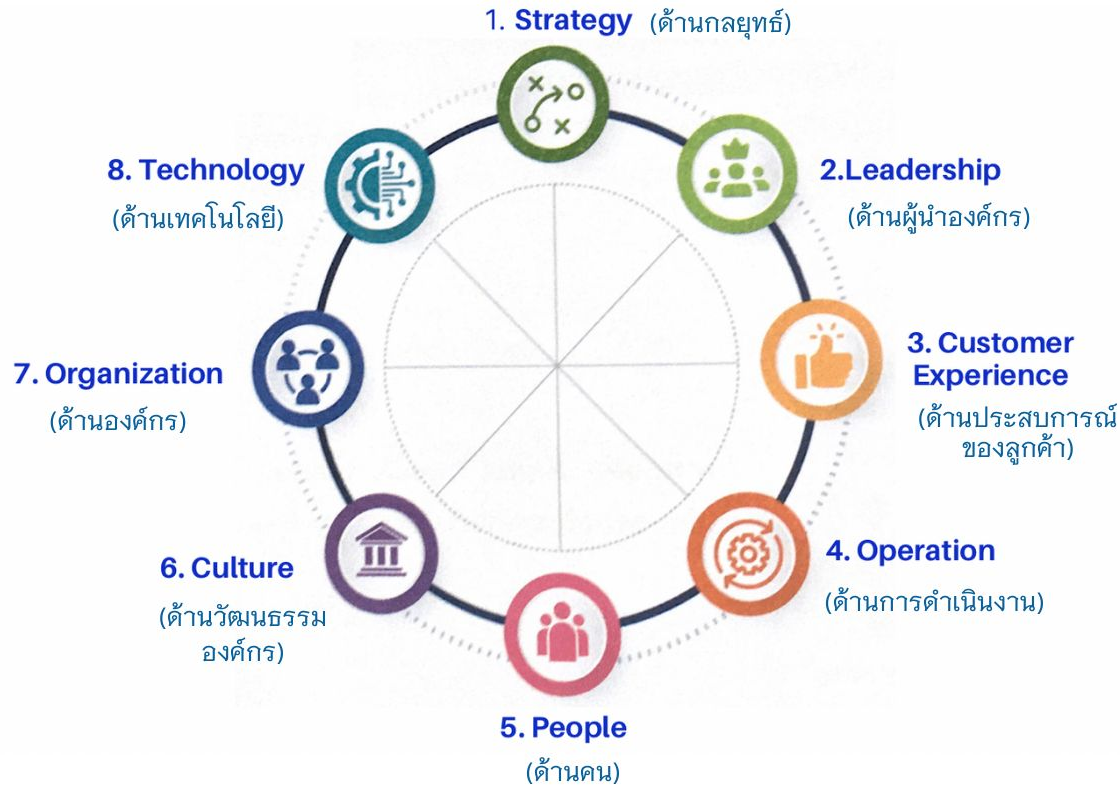 1. Strategy (ด้านกลยุทธ์)
2.Leadership
(ด้านผู้นำองค์กร)
3. Customer
Experience
(ด้านประสบการณ์
ของลูกค้า)
4. Operation
(ด้านการดำเนินงาน)
5. People
(ด้านคน)
6. Culture
(ด้านวัฒนธรรม
องค์กร)
7. Organization
(ด้านองค์กร)
8. Technology
(ด้านเทคโนโลยี)